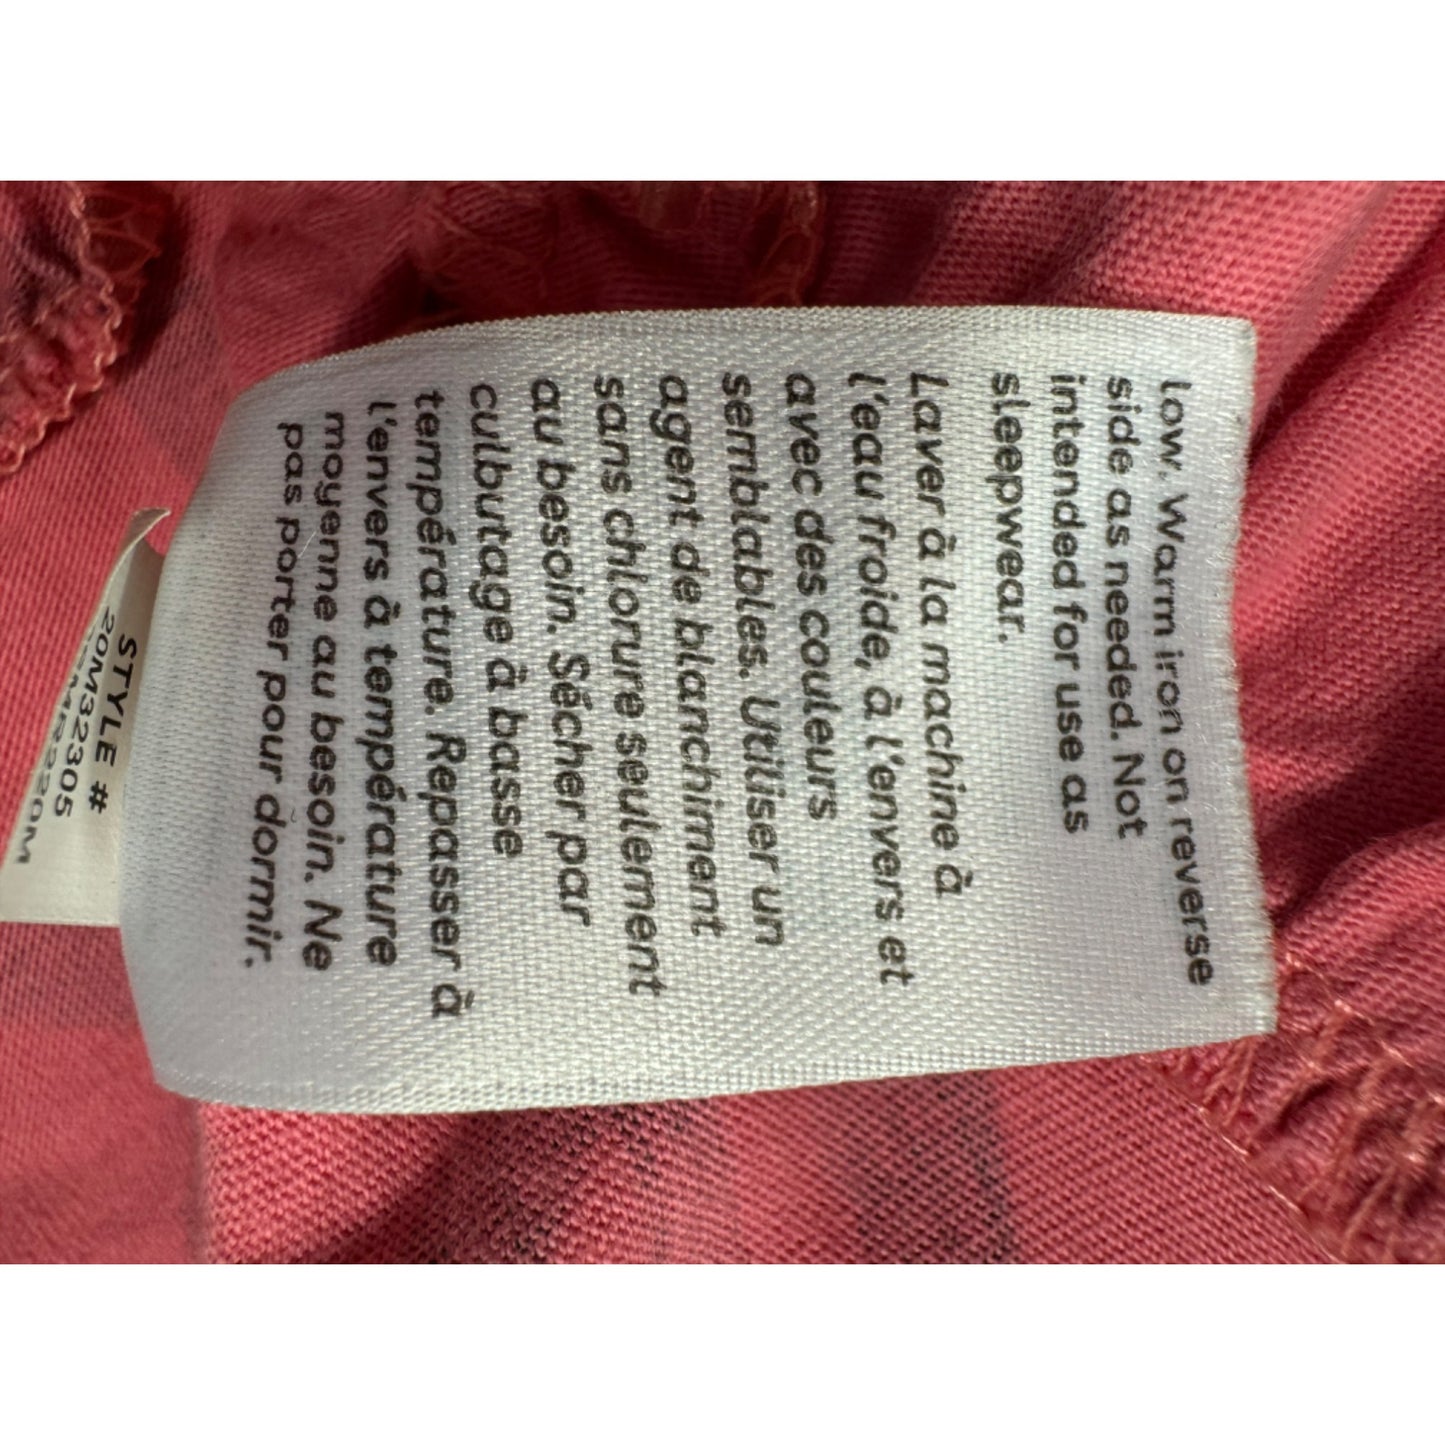 low. Warm iron on reverse
side as needed. Not
intended for use as
sleepwear.
Laver à la machine à
l'eau froide, à l'envers et
avec des couleurs
semblables. Utiliser un
agent de blanchiment
sans chlorure seulement
au besoin. Sécher par
culbutage à basse
température. Repasser à
l'envers à température
moyenne au besoin. Ne
pas porter pour dormir.
STYLE #
20M32305